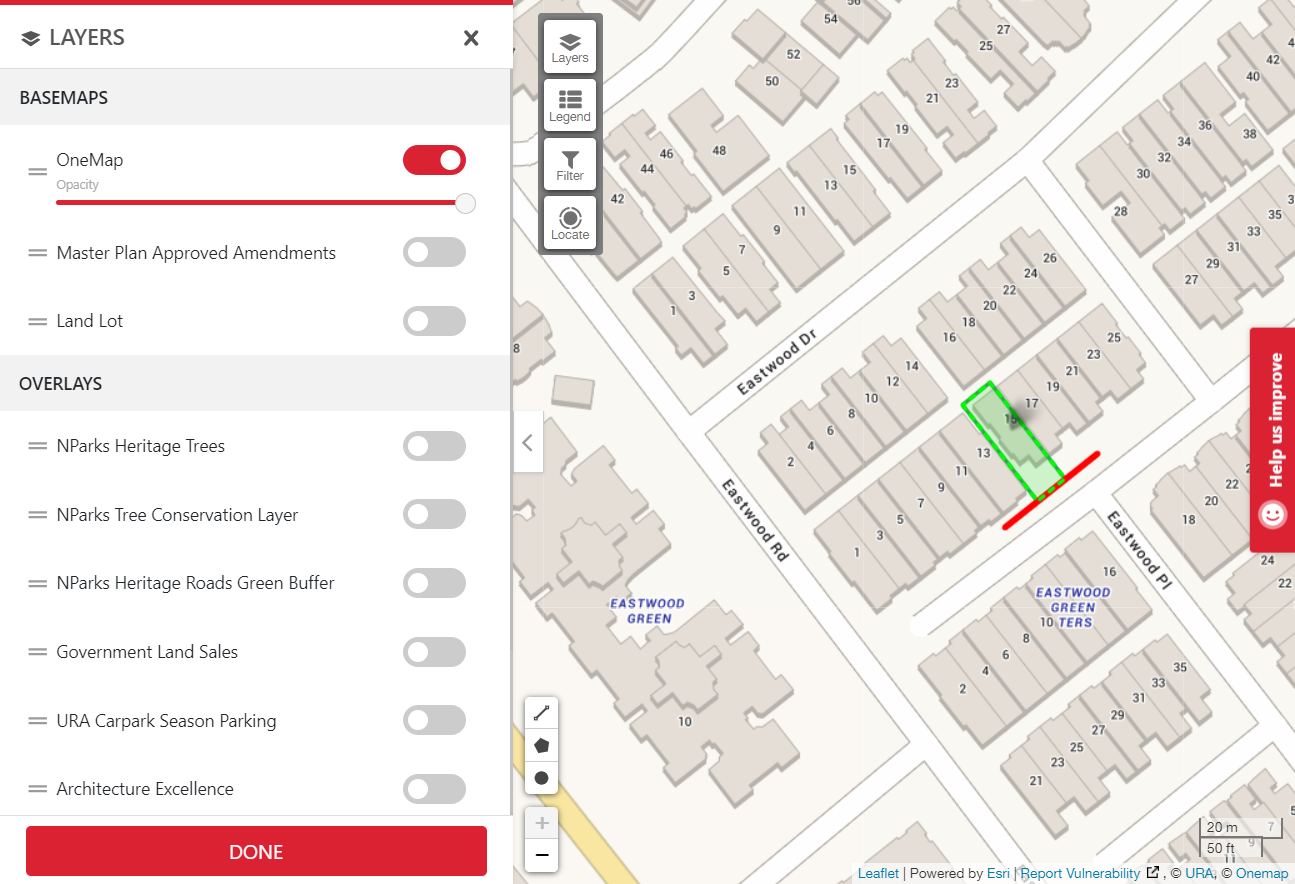 LAYERS
BASEMAPS
OneMap
Opacity
Master Plan Approved Amendments
Land Lot
OVERLAYS
NParks Heritage Trees
NParks Tree Conservation Layer
NParks Heritage Roads Green Buffer
Government Land Sales
URA Carpark Season Parking
Architecture Excellence
DONE
Layers
Legend
Filter
Locate
56
54
52
50
48
46
44
42
27
25
23
21
19
17
15
13
11
9
7
5
3
1
42
40
38
36
34
32
30
28
35
33
31
29
27
26
24
22
20
18
16
14
12
10
8
6
4
2
25
23
21
19
17
15
13
11
9
7
5
3
1
8
Eastwood Dr
Eastwood Rd
Eastwood Pl
EASTWOOD
GREEN
10
EASTWOOD
GREEN
TERS
16
10
8
6
4
2
35
33
31
29
27
25
23
21
22
20
18
24
22
Help us improve
20 m
50 ft
7
9
11
Leaflet | Powered by Esri | Report Vulnerability , © URA, © Onemap